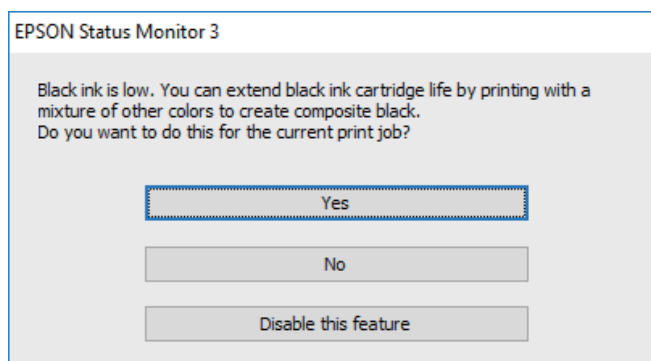 EPSON Status Monitor 3
Black ink is low. You can extend black ink cartridge life by printing with a
mixture of other colors to create composite black.
Do you want to do this for the current print job?
Yes
No
Disable this feature